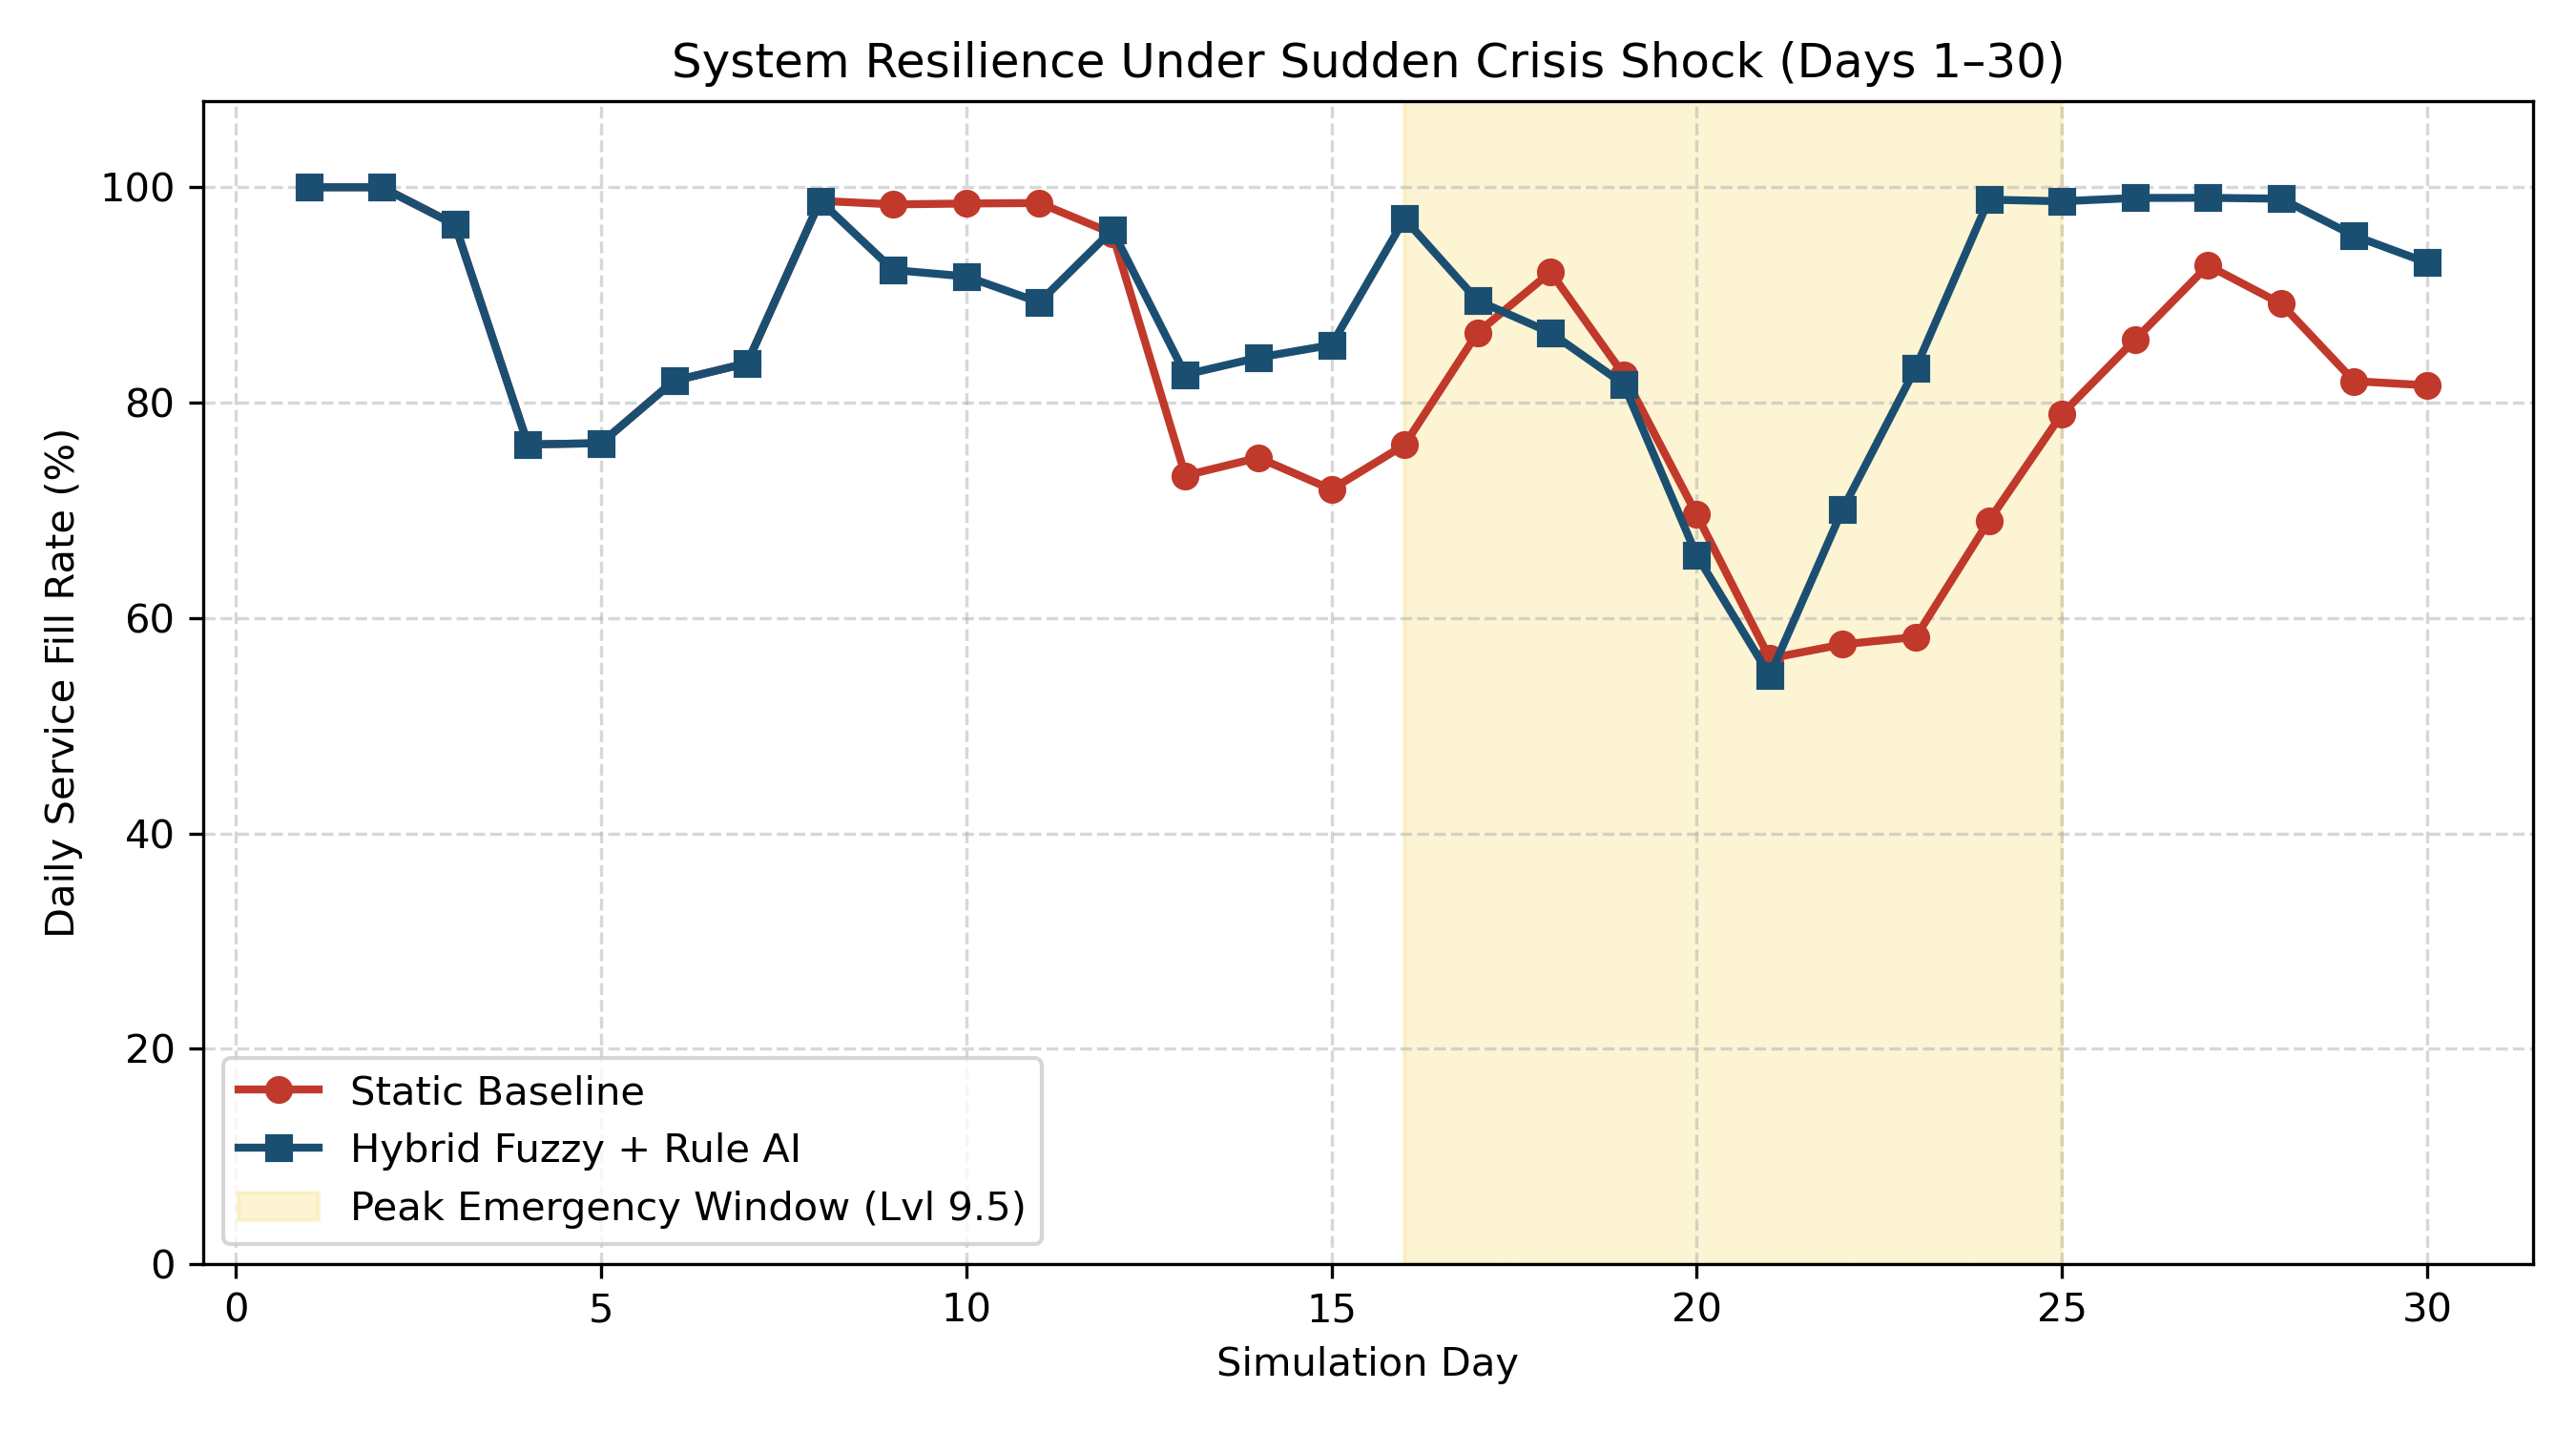 System Resilience Under Sudden Crisis Shock (Days 1–30)
Daily Service Fill Rate (%)
100
80
60
40
20
0
Static Baseline
Hybrid Fuzzy + Rule AI
Peak Emergency Window (Lvl 9.5)
0 5 10 15 20 25 30
Simulation Day